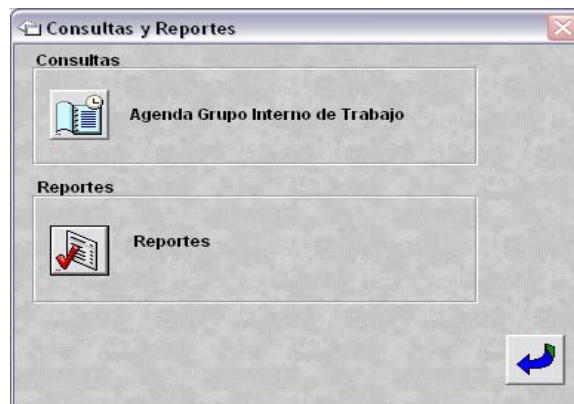 Consultas y Reportes
Consultas
Agenda Grupo Interno de Trabajo
Reportes
Reportes